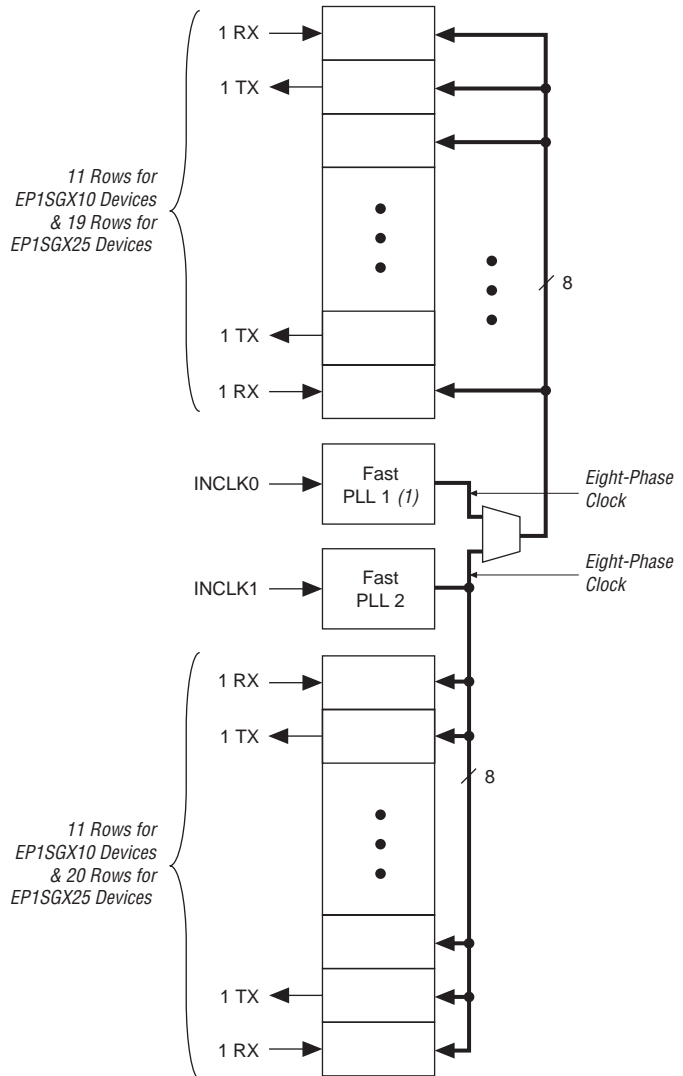 1 RX
1 TX
11 Rows for
EP1SGX10 Devices
& 19 Rows for
EP1SGX25 Devices
8
1 TX
1 RX
INCLK0
Fast
PLL 1 (1)
Eight-Phase
Clock
INCLK1
Fast
PLL 2
Eight-Phase
Clock
1 RX
1 TX
8
11 Rows for
EP1SGX10 Devices
& 20 Rows for
EP1SGX25 Devices
1 TX
1 RX